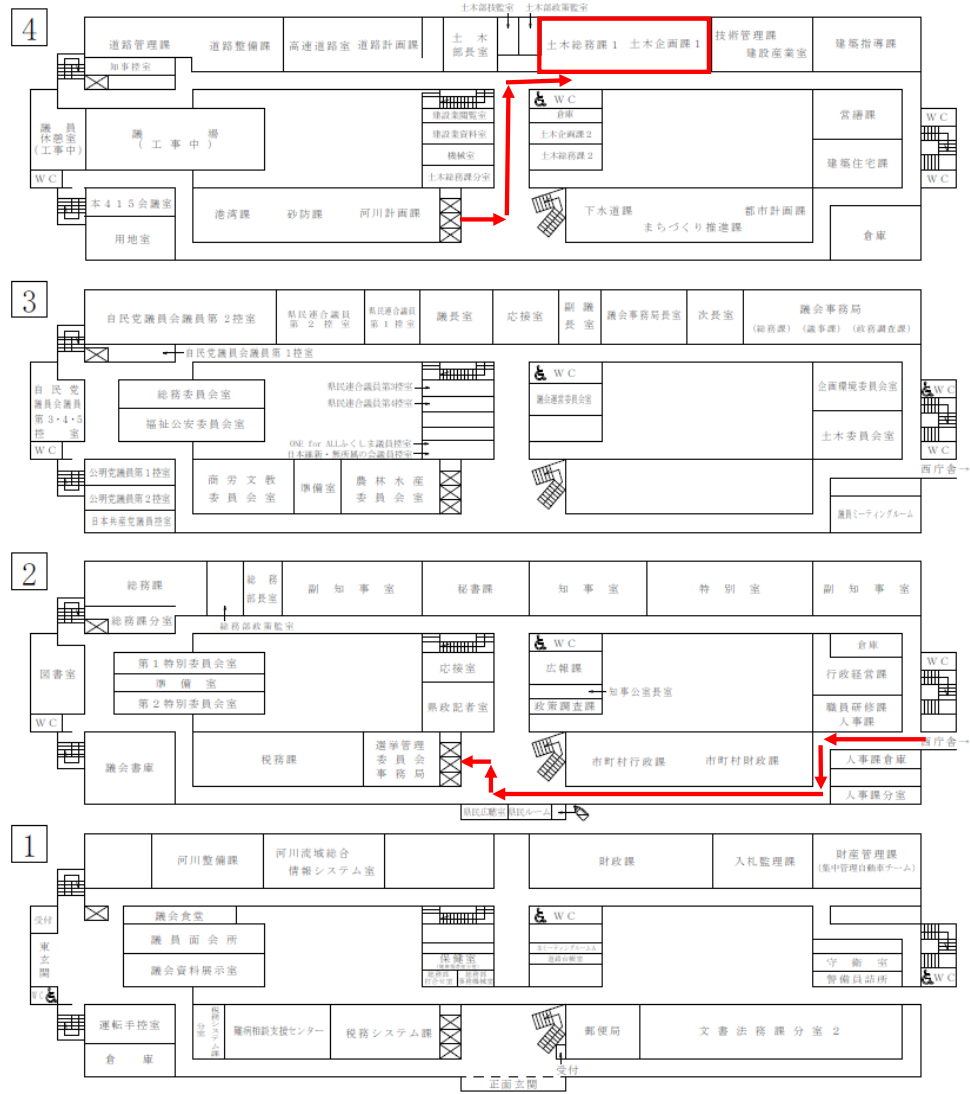 4
土木部技監室 土木部政策監室
道路管理課
道路整備課
高速道路室
道路計画課
土木
部長室
土木総務課１
土木企画課１
技術管理課
建設産業室
建築指導課
知事控室
議員
休憩室
(工事中)
議場
(工事中)
WC
建設業閲覧室
建設業資料室
機械室
土木総務課分室
WC
倉庫
土木企画課２
土木総務課２
営繕課
建築住宅課
WC
WC
本４１５会議室
用地室
港湾課
砂防課
河川計画課
下水道課
まちづくり推進課
都市計画課
倉庫
3
自民党議員会議員第２控室
県民連合議員
第２控室
県民連合議員
第１控室
議長室
応接室
副議
長室
議会事務局長室
次長室
議会事務局
(総務課) (議事課) (政務調査課)
自民党議員会議員第１控室
自民党
議員会議員
第３・４・５
控室
WC
総務委員会室
福祉公安委員会室
県民連合議員第3控室
県民連合議員第4控室
ONE for ALLふくしま議員控室
日本維新・無所属の会議員控室
WC
議会運営委員会室
企画環境委員会室
土木委員会室
WC
WC
西庁舎→
公明党議員第１控室
公明党議員第２控室
日本共産党議員控室
商労文教
委員会室
準備室
農林水産
委員会室
議員ミーティングルーム
2
総務課
総務
部長室
副知事室
秘書課
知事室
特別室
副知事室
総務課分室
総務部政策監室
図書室
WC
第１特別委員会室
準備室
第２特別委員会室
応接室
県政記者室
WC
広報課
知事公室長室
政策調査課
倉庫
行政経営課
職員研修課
人事課
WC
西庁舎→
議会書庫
税務課
選挙管理
委員会
事務局
市町村行政課
市町村財政課
人事課倉庫
人事課分室
県民広聴室
県民ルーム
1
河川整備課
河川流域総合
情報システム室
財政課
入札監理課
財産管理課
(集中管理自動車チーム)
受付
東玄関
WC
議会食堂
議員面会所
議会資料展示室
保健室
WC
守衛室
警備員詰所
WC
運転手控室
倉庫
税務システム課
分室
難病相談支援センター
税務システム課
郵便局
文書法務課分室２
受付
正面玄関